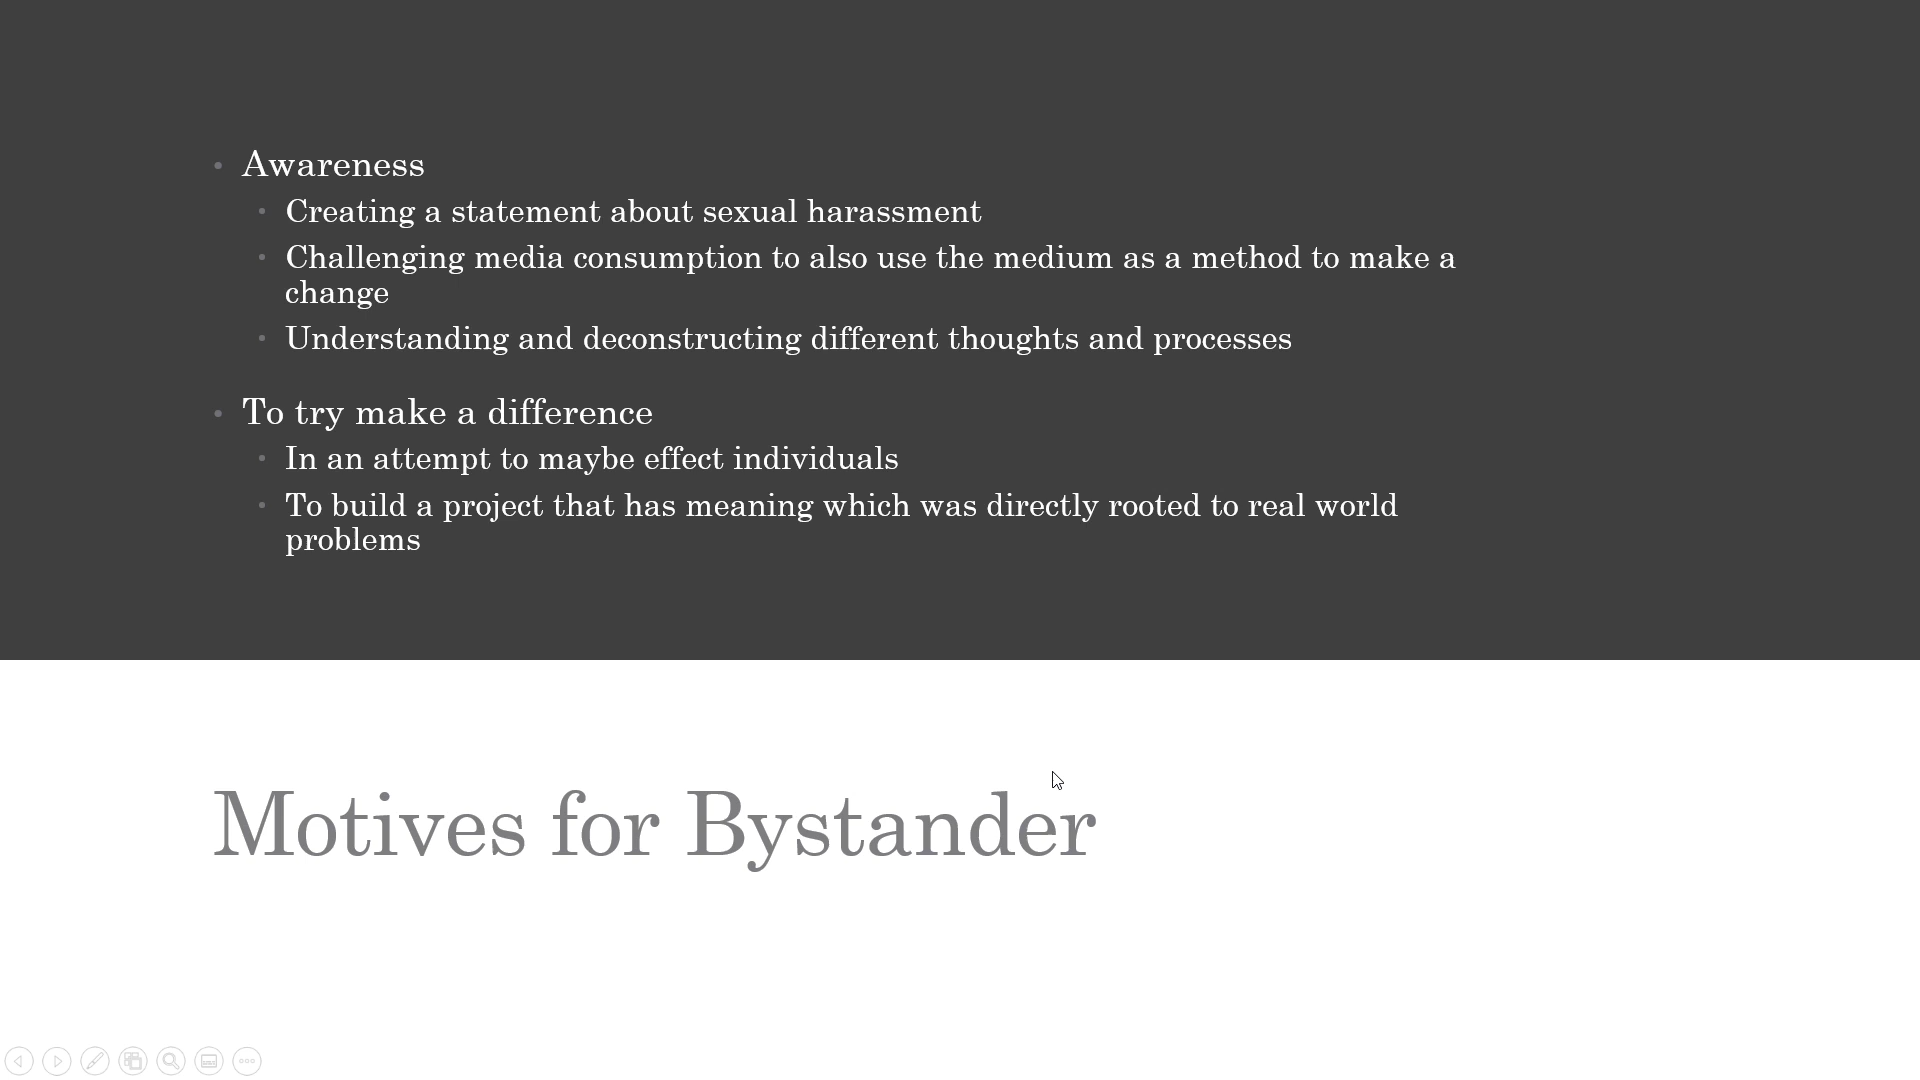 Awareness
Creating a statement about sexual harassment
Challenging media consumption to also use the medium as a method to make a
change
Understanding and deconstructing different thoughts and processes
To try make a difference
In an attempt to maybe effect individuals
To build a project that has meaning which was directly rooted to real world
problems
Motives for Bystander